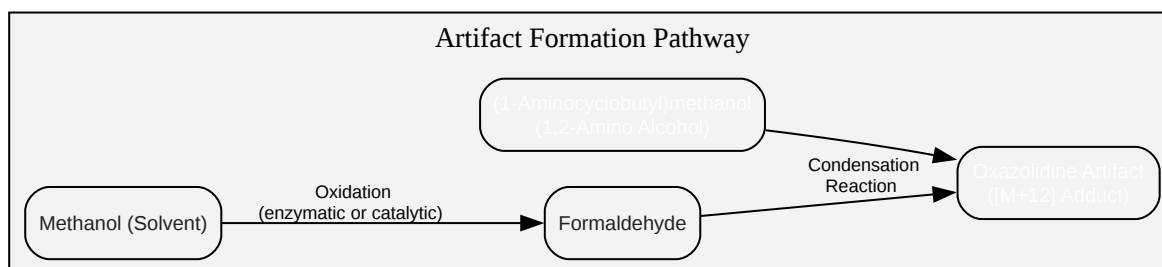 Artifact Formation Pathway
(1-Aminocyclobutyl)methanol
(1,2-Amino Alcohol)
Condensation
Reaction
Oxazolidine Artifact
([M+12] Adduct)
Oxidation
(enzymatic or catalytic)
Methanol (Solvent)
Formaldehyde